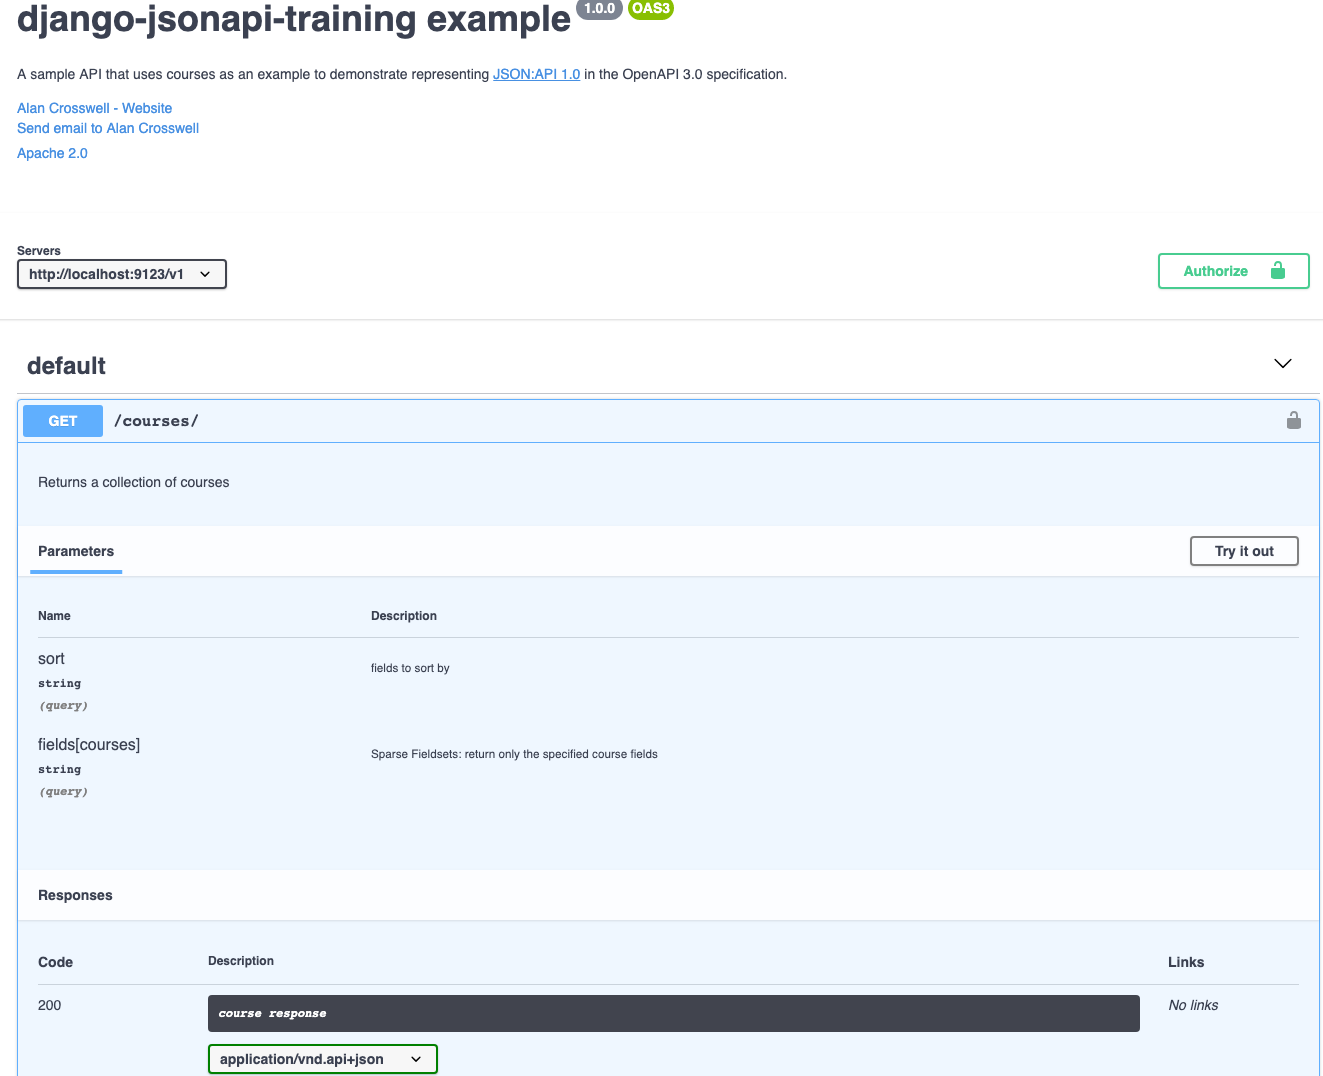 django-jsonapi-training example 1.0.0 OAS3
A sample API that uses courses as an example to demonstrate representing JSON:API 1.0 in the OpenAPI 3.0 specification.
Alan Crosswell - Website
Send email to Alan Crosswell
Apache 2.0
Servers
http://localhost:9123/v1
Authorize
default
GET /courses/
Returns a collection of courses
Parameters
Try it out
Name Description
sort
fields to sort by
string
(query)
fields[courses]
Sparse Fieldsets: return only the specified course fields
string
(query)
Responses
Code Description Links
200 course response No links
application/vnd.api+json